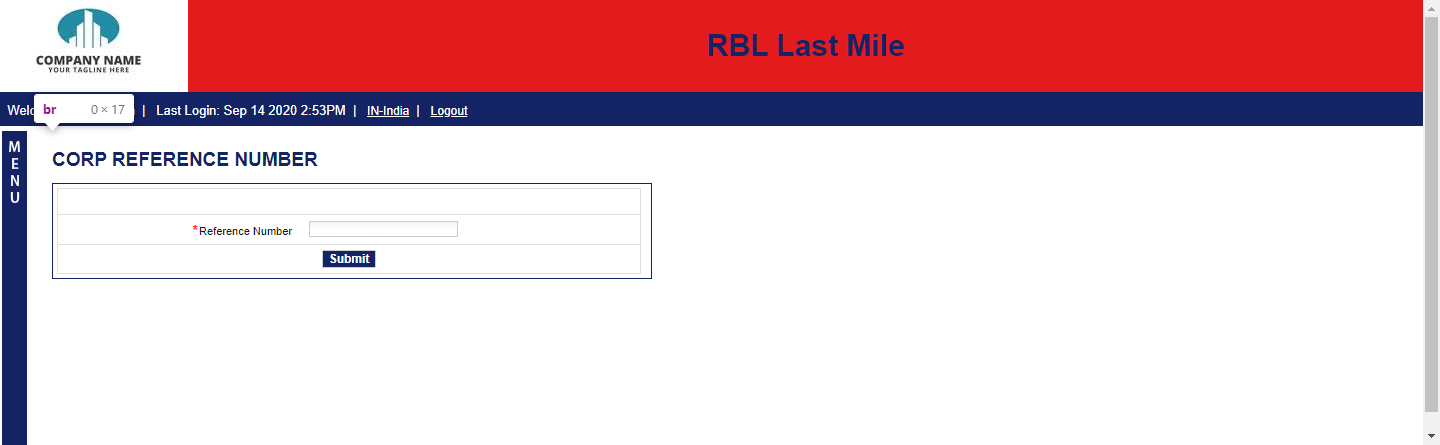 COMPANY NAME
YOUR TAGLINE HERE
RBL Last Mile
br 0 × 17 | Last Login: Sep 14 2020 2:53PM | IN-India | Logout
MENU
CORP REFERENCE NUMBER
*Reference Number
Submit